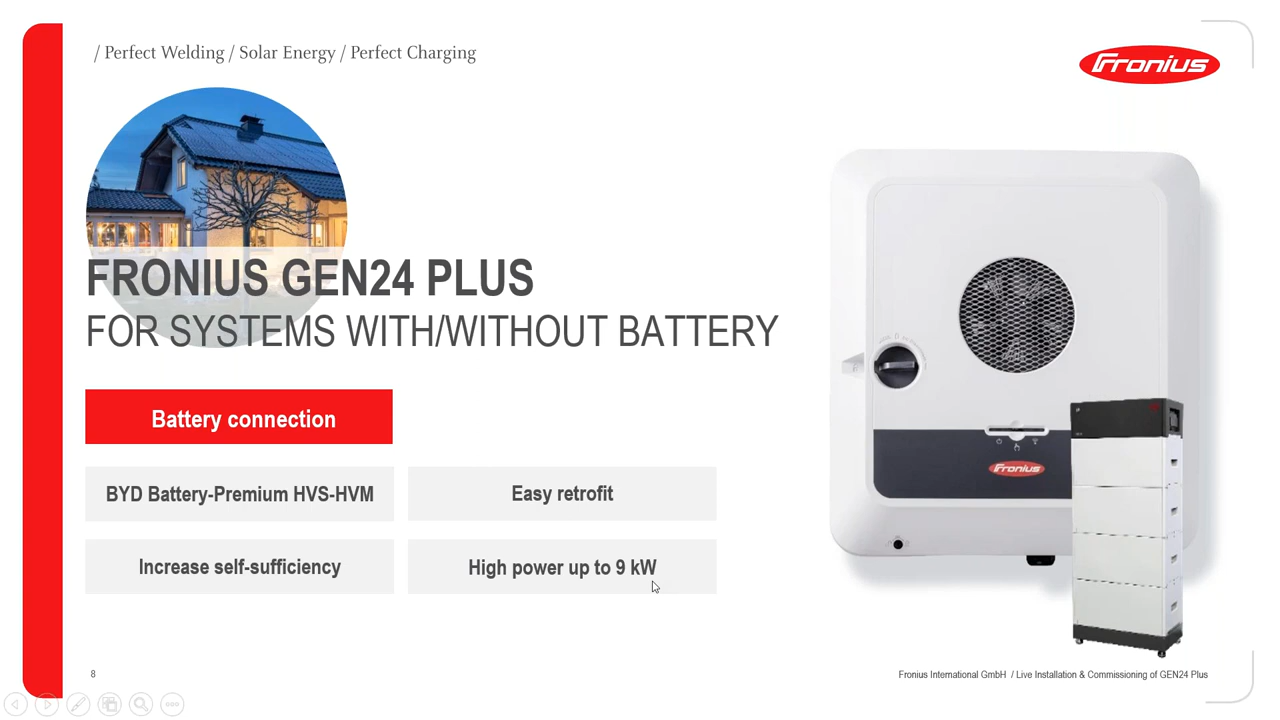 / Perfect Welding / Solar Energy / Perfect Charging
Fronius
FRONIUS GEN24 PLUS
FOR SYSTEMS WITH/WITHOUT BATTERY
Battery connection
BYD Battery-Premium HVS-HVM
Easy retrofit
Increase self-sufficiency
High power up to 9 kW
Fronius
8
Fronius International GmbH / Live Installation & Commissioning of GEN24 Plus